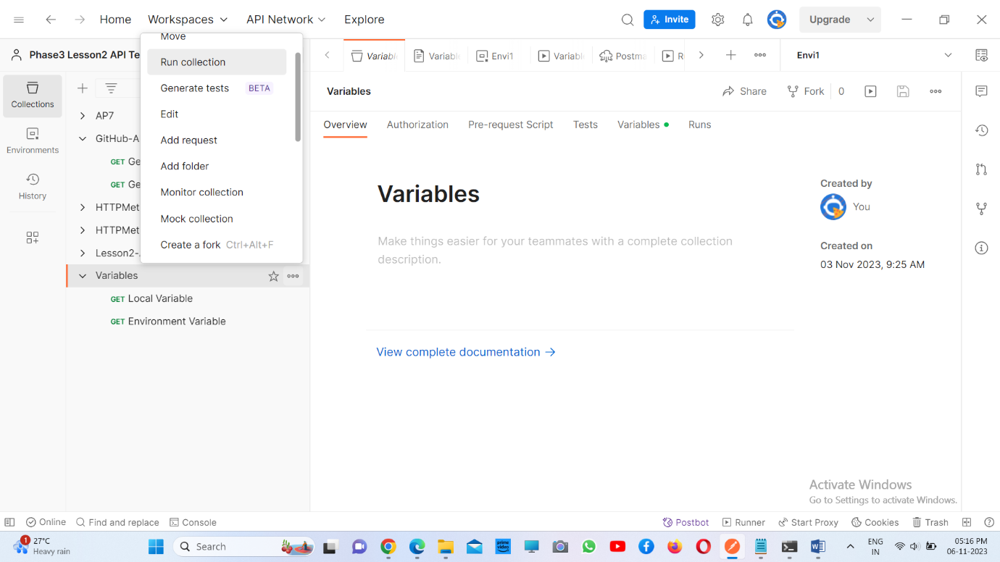 Home
Workspaces
API Network
Explore
Invite
Upgrade
Phase3 Lesson2 API Te
Move
Run collection
Generate tests BETA
Edit
Add request
Add folder
Monitor collection
Mock collection
Create a fork Ctrl+Alt+F
Collections
Environments
History
AP7
GitHub-A
GET Ge
GET Ge
HTTPMet
HTTPMet
Lesson2-
Variables
GET Local Variable
GET Environment Variable
Variabl
Variabl
Envi1
Variabl
Postma
R
Envi1
Variables
Share
Fork 0
Overview
Authorization
Pre-request Script
Tests
Variables
Runs
Variables
Make things easier for your teammates with a complete collection
description.
View complete documentation →
Created by
You
Created on
03 Nov 2023, 9:25 AM
Activate Windows
Go to Settings to activate Windows.
Online
Find and replace
Console
Postbot
Runner
Start Proxy
Cookies
Trash
1
27°C
Heavy rain
Search
prime video
ENG
IN
05:16 PM
06-11-2023